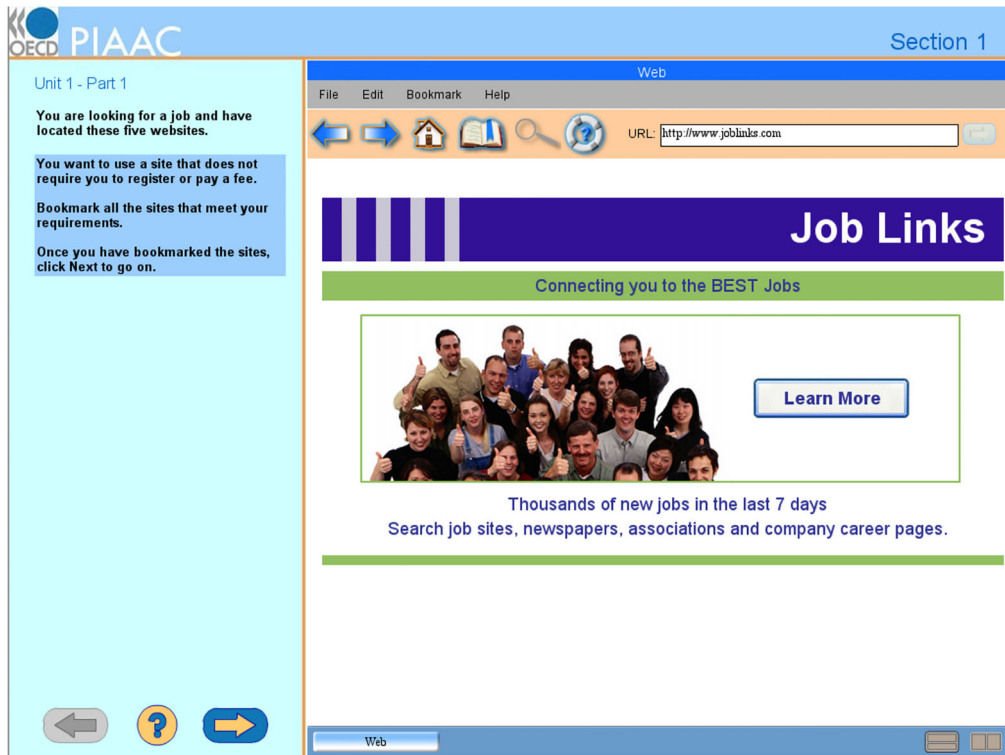 OECD PIAAC
Section 1
Unit 1 - Part 1
You are looking for a job and have
located these five websites.
You want to use a site that does not
require you to register or pay a fee.
Bookmark all the sites that meet your
requirements.
Once you have bookmarked the sites,
click Next to go on.
Web
File Edit Bookmark Help
URL: http://www.joblinks.com
Job Links
Connecting you to the BEST Jobs
Learn More
Thousands of new jobs in the last 7 days
Search job sites, newspapers, associations and company career pages.
?
Web